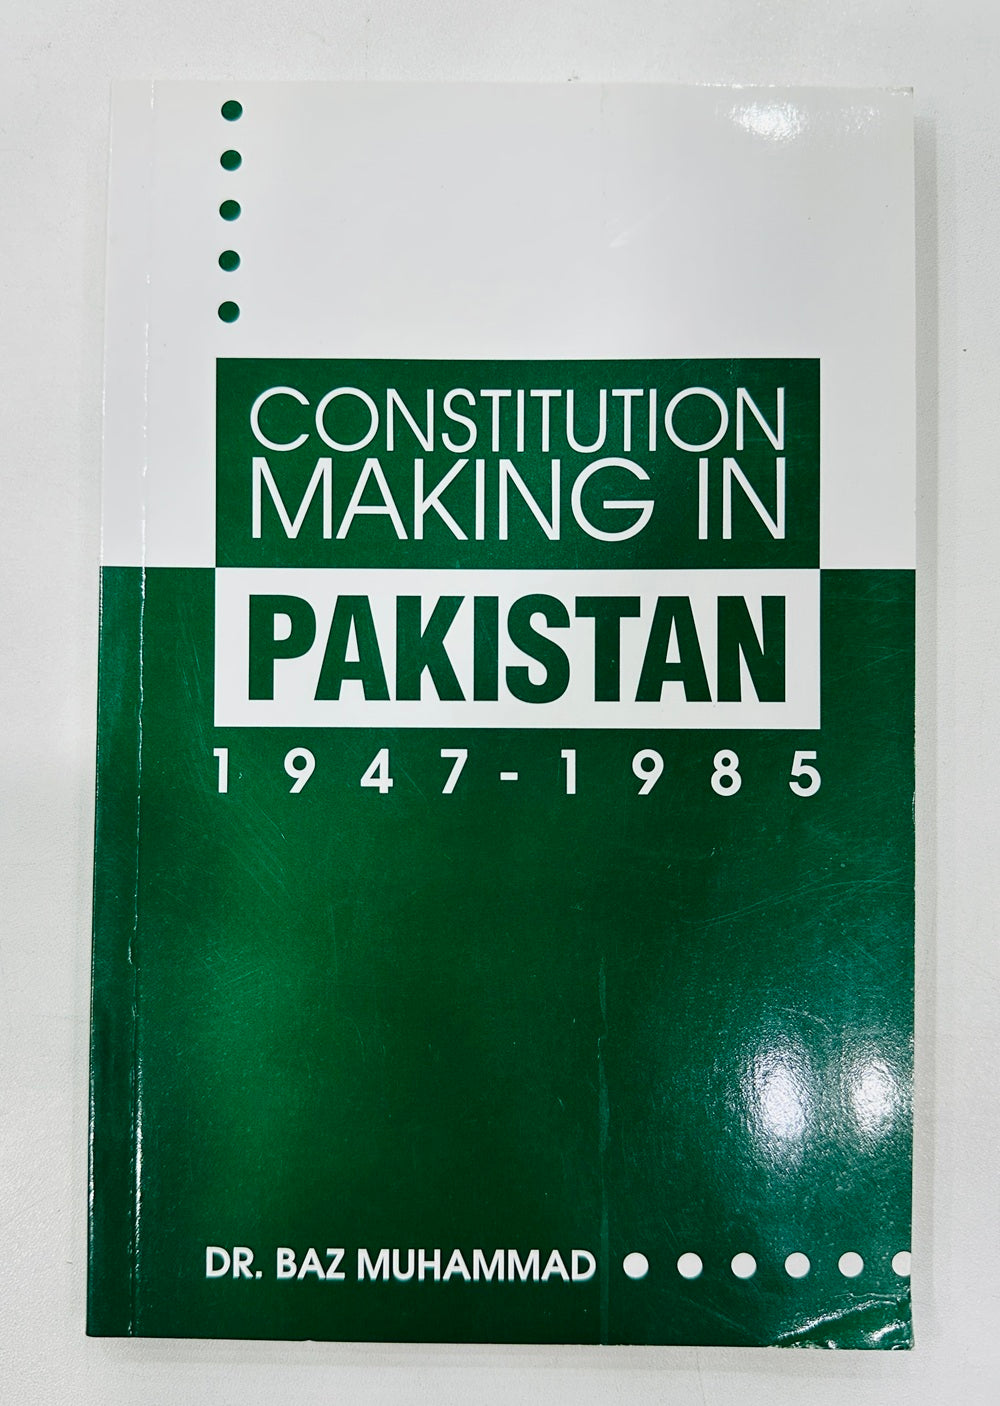 CONSTITUTION
MAKING IN
PAKISTAN
1947-1985
DR. BAZ MUHAMMAD